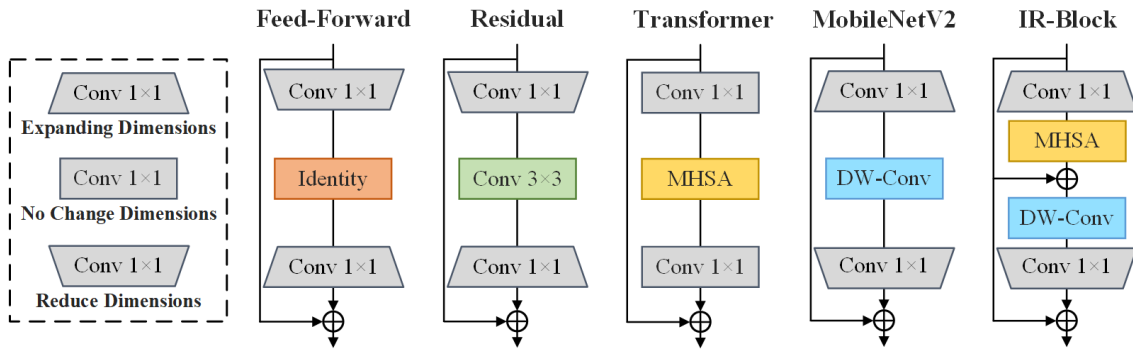 Feed-Forward
Residual
Transformer
MobileNetV2
IR-Block
Conv 1×1
Expanding Dimensions
Conv 1×1
No Change Dimensions
Conv 1×1
Reduce Dimensions
Conv 1×1
Identity
Conv 1×1
Conv 1×1
Conv 3×3
Conv 1×1
Conv 1×1
MHSA
Conv 1×1
Conv 1×1
DW-Conv
Conv 1×1
Conv 1×1
MHSA
DW-Conv
Conv 1×1